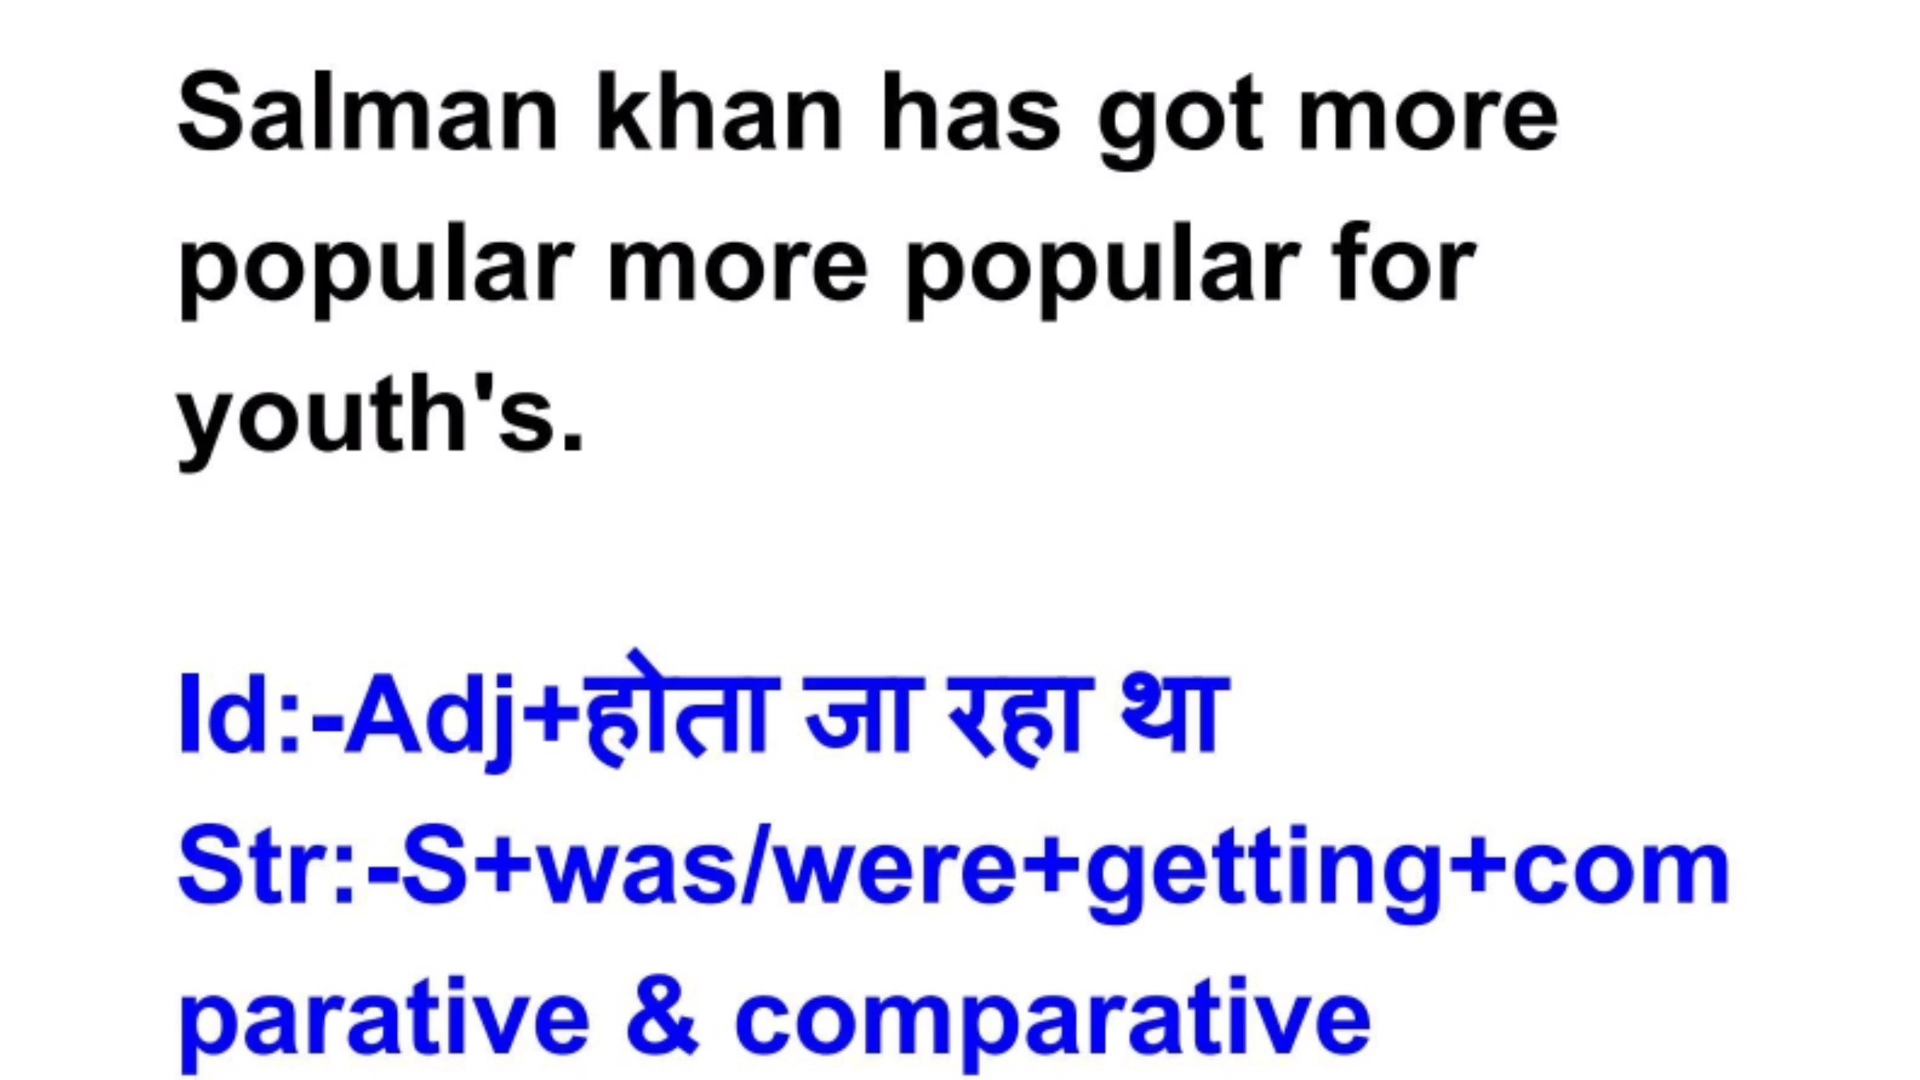 Salman khan has got more
popular more popular for
youth's.
Id:-Adj+होता जा रहा था
Str:-S+was/were+getting+com
parative & comparative